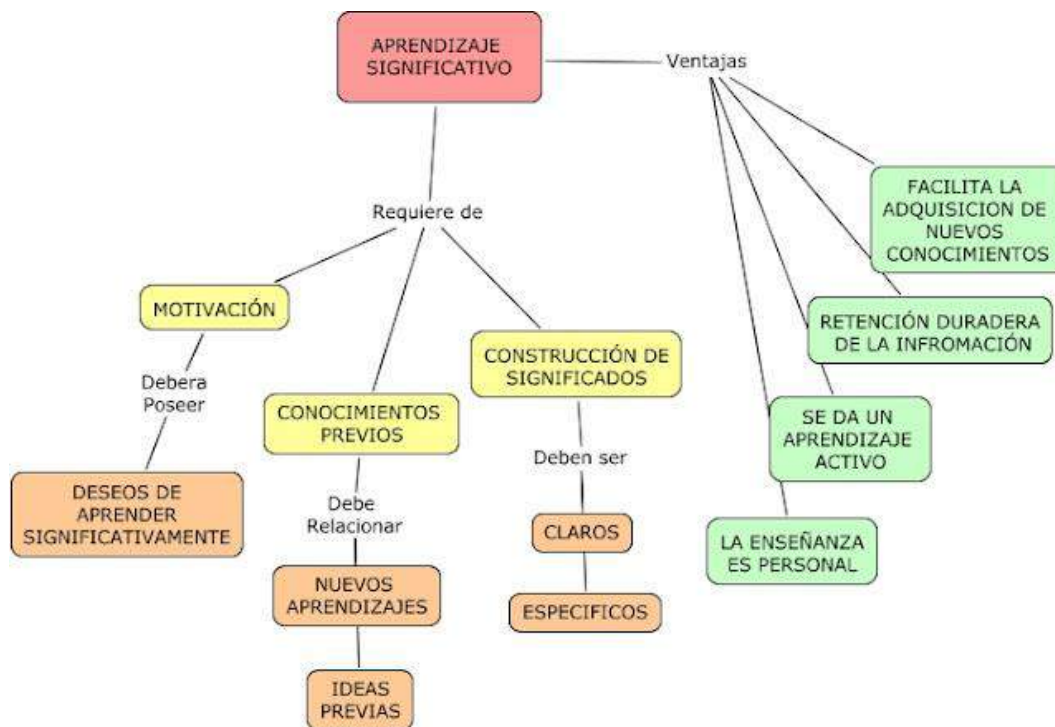 APRENDIZAJE
SIGNIFICATIVO
Ventajas
Requiere de
MOTIVACIÓN
Debera
Poseer
DESEOS DE
APRENDER
SIGNIFICATIVAMENTE
CONOCIMIENTOS
PREVIOS
Debe
Relacionar
NUEVOS
APRENDIZAJES
IDEAS
PREVIAS
CONSTRUCCIÓN DE
SIGNIFICADOS
Deben ser
CLAROS
ESPECIFICOS
FACILITA LA
ADQUISICION DE
NUEVOS
CONOCIMIENTOS
RETENCIÓN DURADERA
DE LA INFROMACIÓN
SE DA UN
APRENDIZAJE
ACTIVO
LA ENSEÑANZA
ES PERSONAL